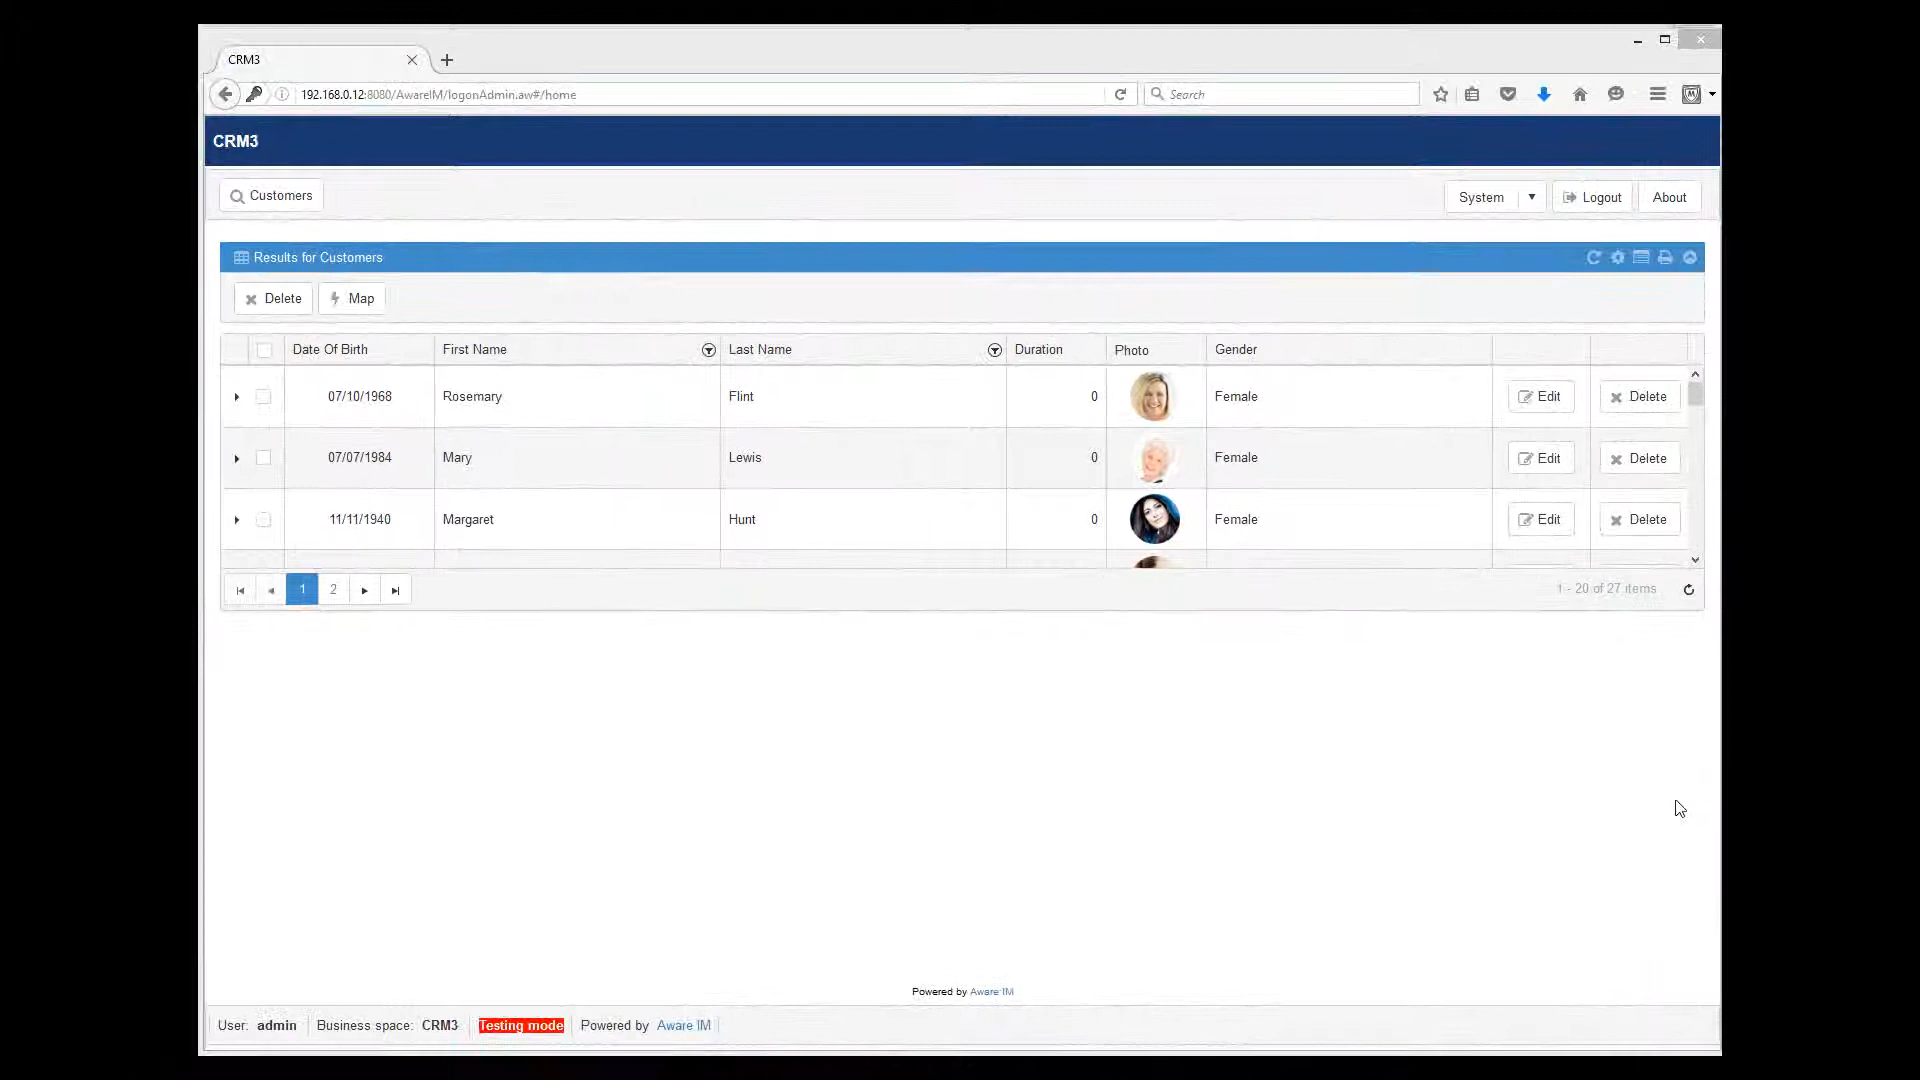 CRM3
192.168.0.12:8080/AwareIM/logonAdmin.aw#/home
Search
CRM3
Customers
System
Logout
About
Results for Customers
Delete
Map
Date Of Birth
First Name
Last Name
Duration
Photo
Gender
07/10/1968
Rosemary
Flint
0
Female
Edit
Delete
07/07/1984
Mary
Lewis
0
Female
Edit
Delete
11/11/1940
Margaret
Hunt
0
Female
Edit
Delete
1
2
1 - 20 of 27 items
Powered by Aware IM
User: admin
Business space: CRM3
Testing mode
Powered by Aware IM